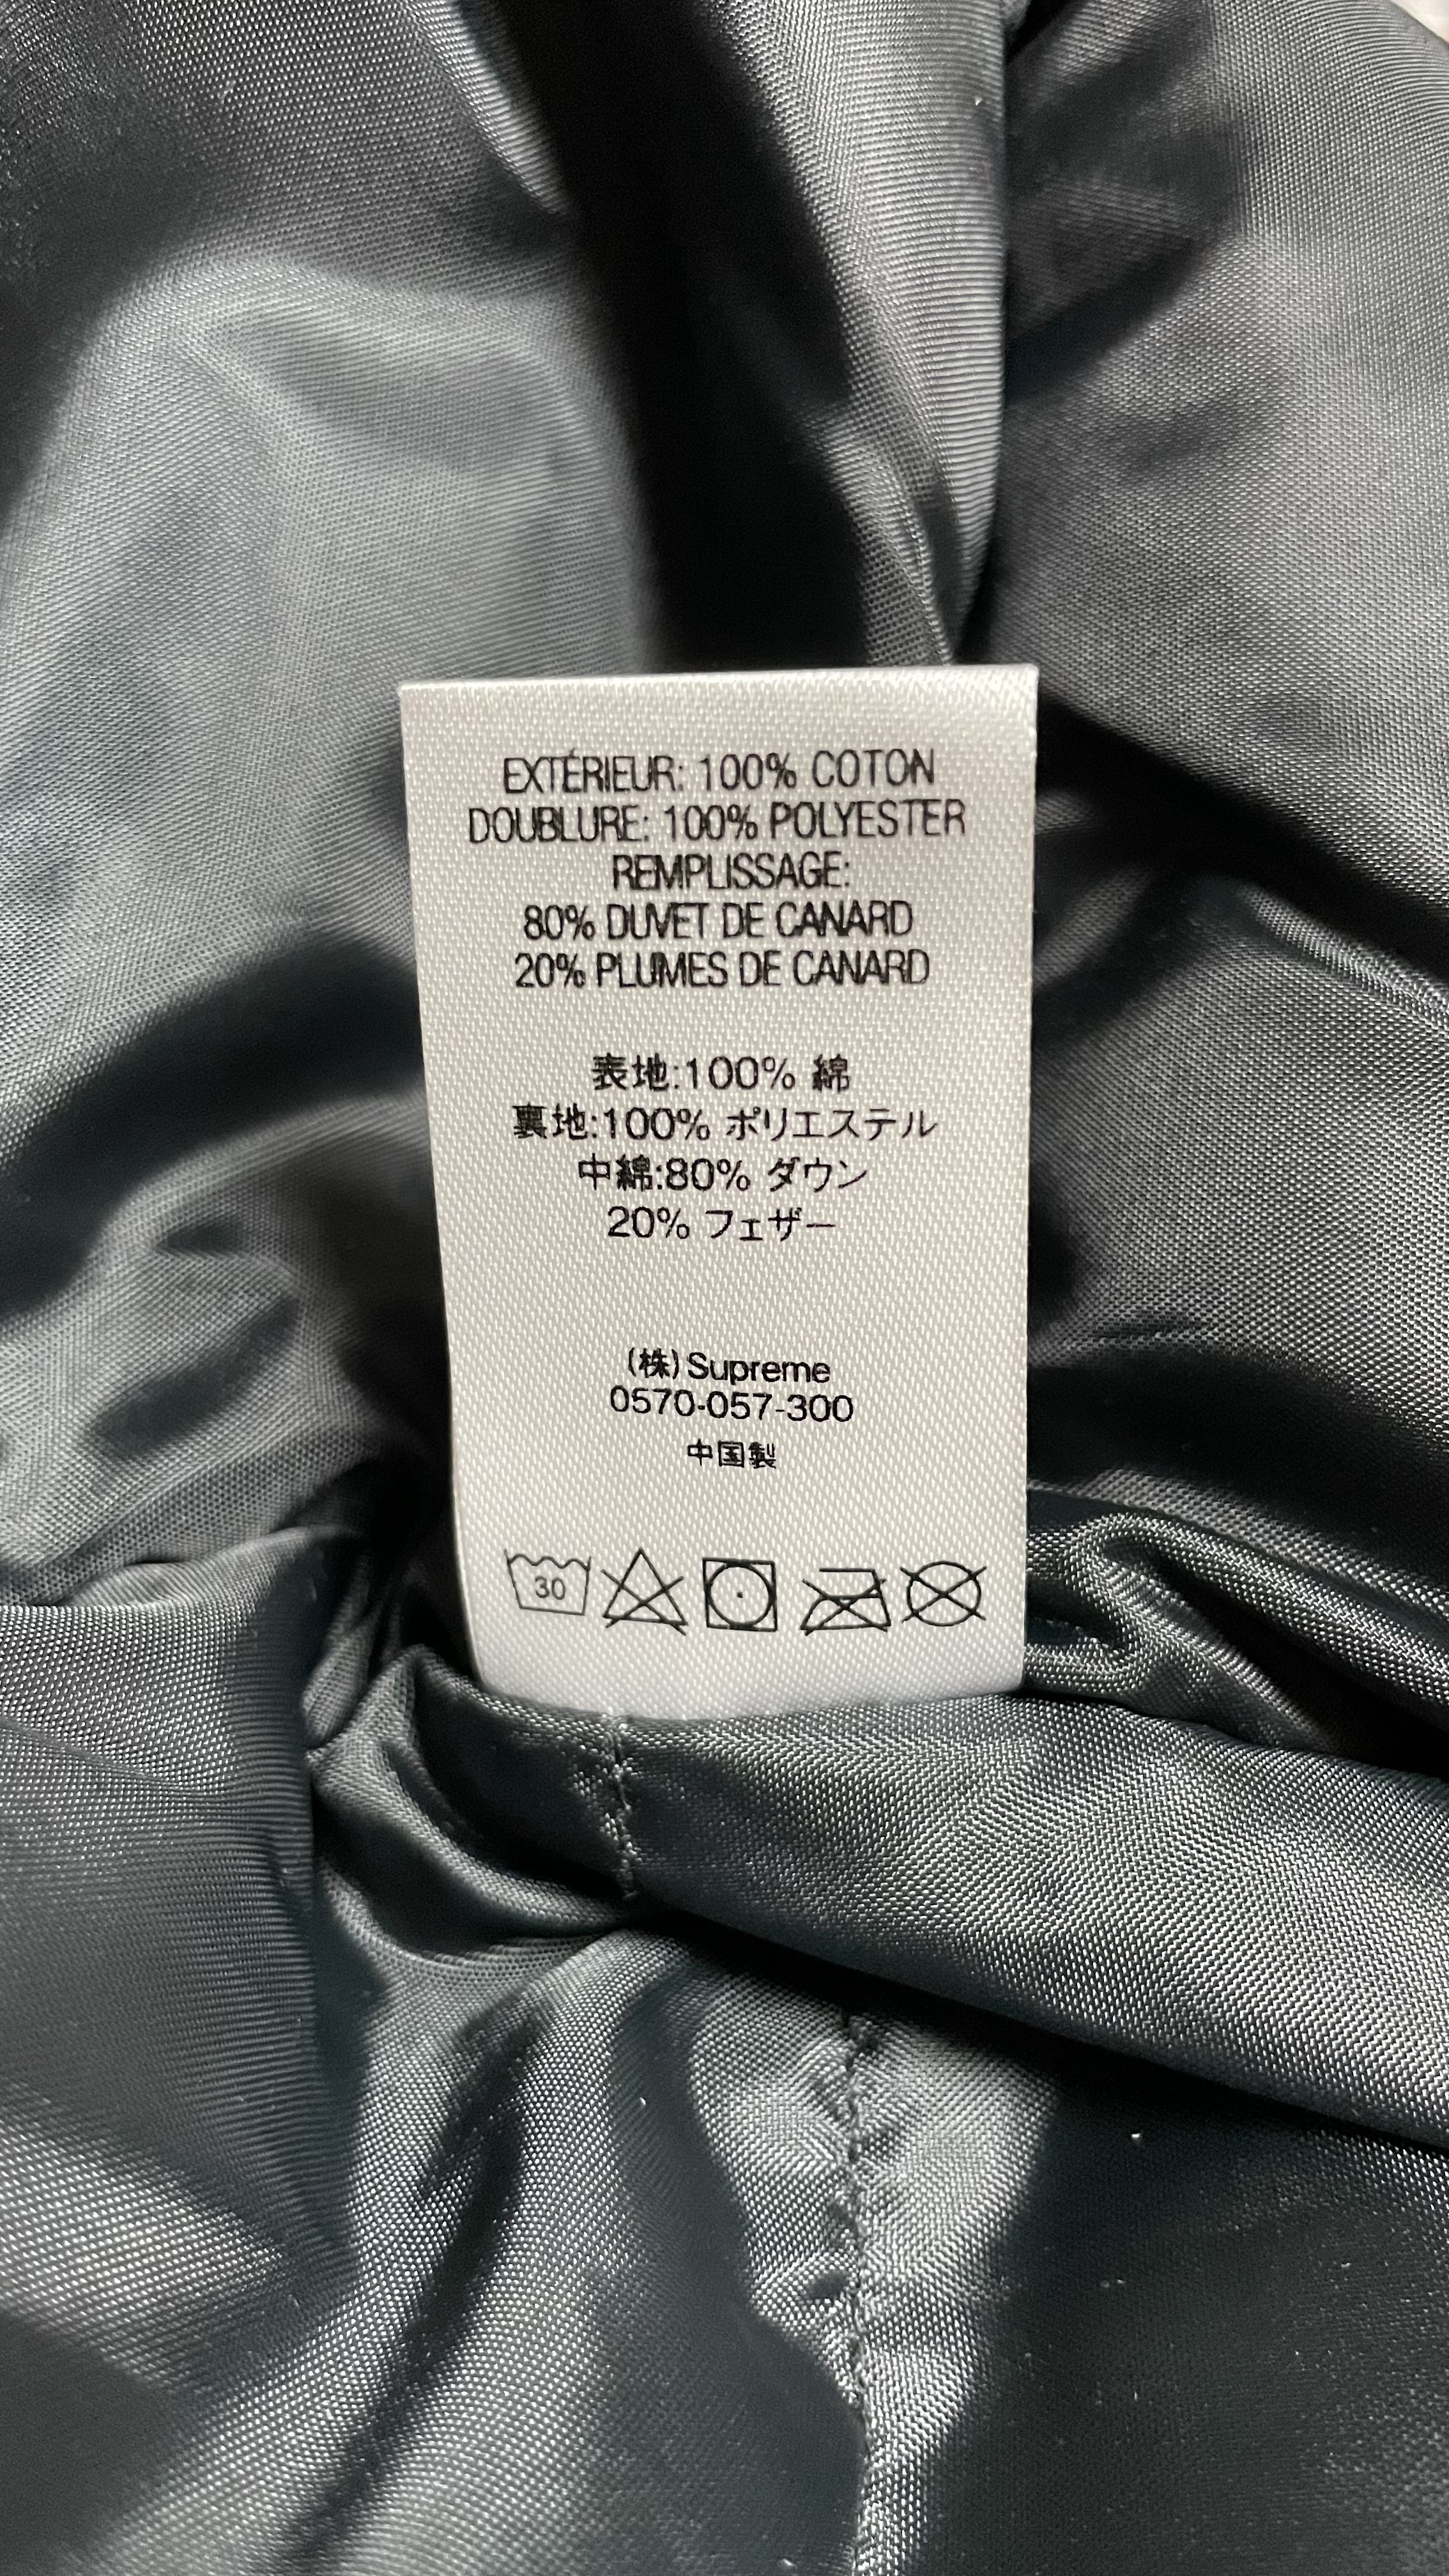 EXTÉRIEUR: 100% COTON
DOUBLURE: 100% POLYESTER
REMPLISSAGE:
80% DUVET DE CANARD
20% PLUMES DE CANARD
表地:100% 綿
裏地:100% ポリエステル
中綿:80% ダウン
20% フェザー
(株)Supreme
0570-057-300
中国製
30